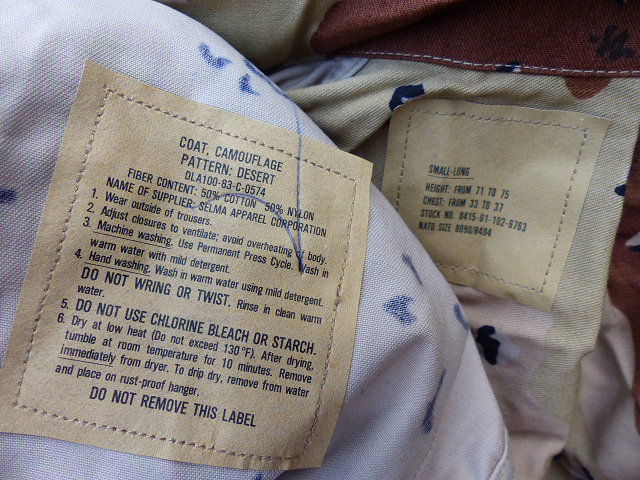 COAT, CAMOUFLAGE
PATTERN: DESERT
DLA100-83-C-0574
FIBER CONTENT: 50% COTTON 50% NYLON
NAME OF SUPPLIER: SELMA APPAREL CORPORATION
1. Wear outside of trousers.
2. Adjust closures to ventilate; avoid overheating of body.
3. Machine washing. Use Permanent Press Cycle. Wash in
warm water with mild detergent.
4. Hand washing. Wash in warm water using mild detergent.
DO NOT WRING OR TWIST. Rinse in clean warm
water.
5. DO NOT USE CHLORINE BLEACH OR STARCH.
6. Dry at low heat (Do not exceed 130°F). After drying,
tumble at room temperature for 10 minutes. Remove
immediately from dryer. To drip dry, remove from water
and place on rust-proof hanger.
DO NOT REMOVE THIS LABEL
SMALL-LONG
HEIGHT: FROM 71 TO 75
CHEST: FROM 33 TO 37
STOCK NO. 8415-01-102-6763
NATO SIZE 8090/8494